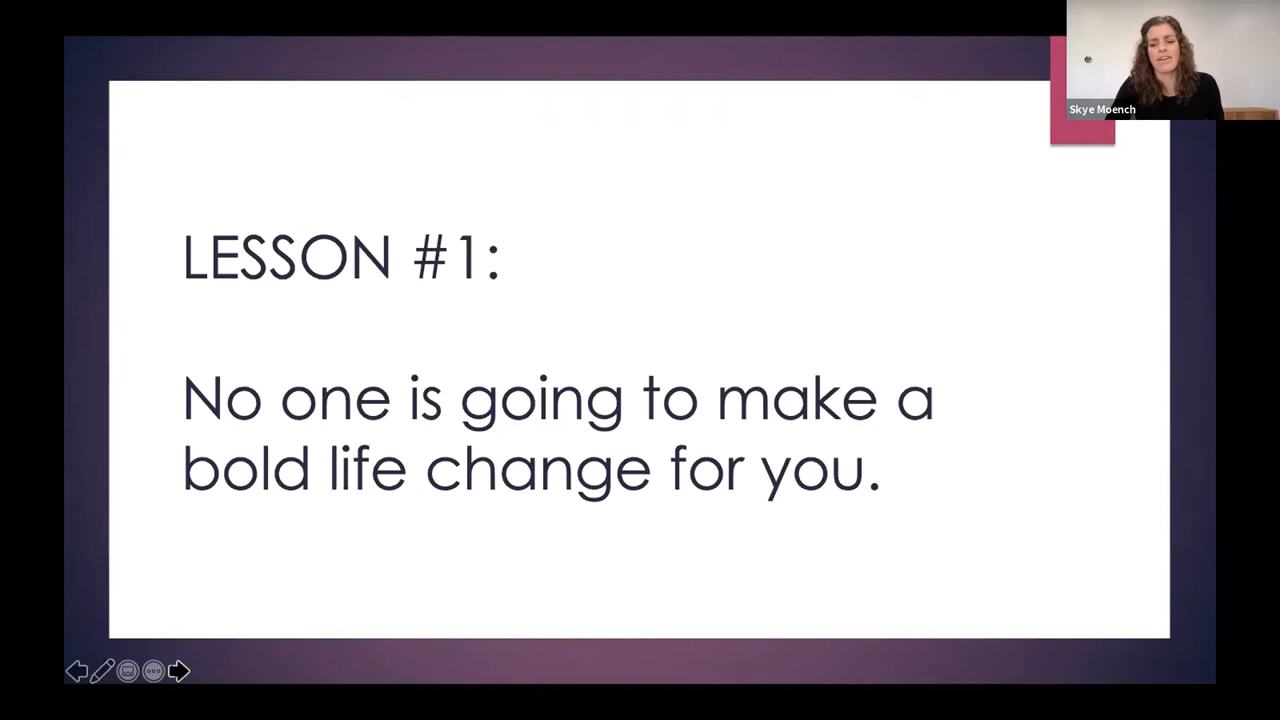 Skye Moench
LESSON #1:
No one is going to make a
bold life change for you.